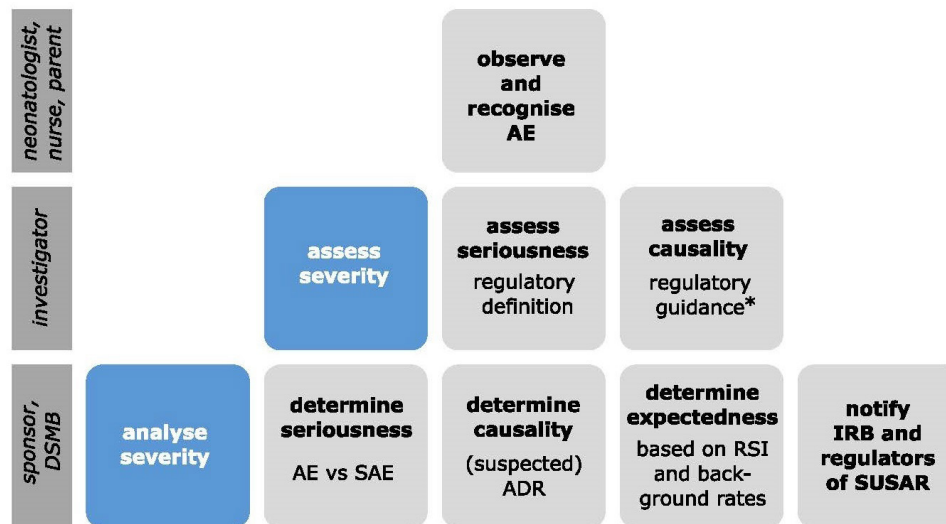 neonatologist,
nurse, parent
observe
and
recognise
AE
investigator
assess
severity
assess
seriousness
regulatory
definition
assess
causality
regulatory
guidance*
sponsor,
DSMB
analyse
severity
determine
seriousness
AE vs SAE
determine
causality
(suspected)
ADR
determine
expectedness
based on RSI
and back-
ground rates
notify
IRB and
regulators
of SUSAR